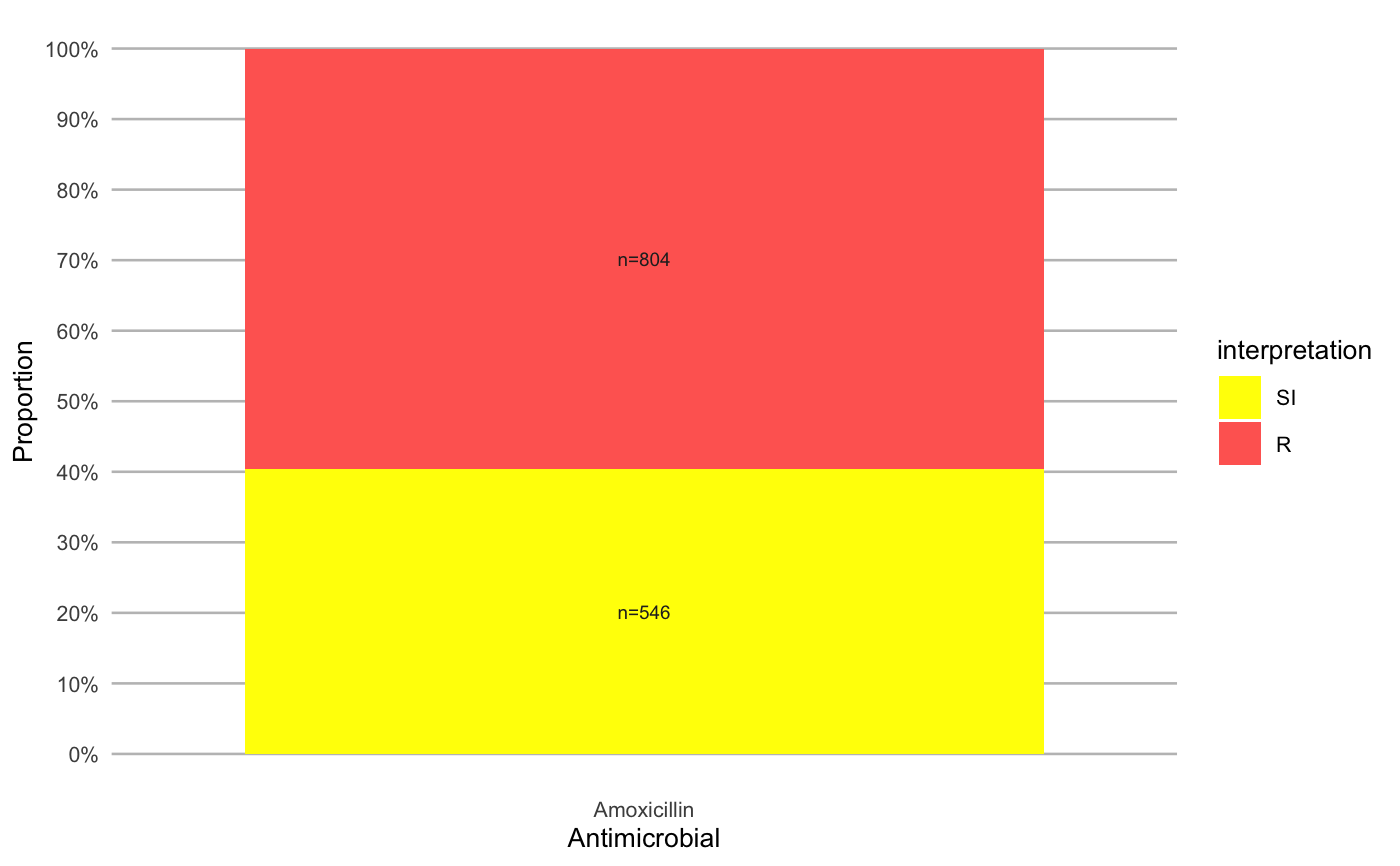 100%
90%
80%
70%
60%
50%
40%
30%
20%
10%
0%
Proportion
n=804
n=546
Amoxicillin
Antimicrobial
interpretation
SI
R